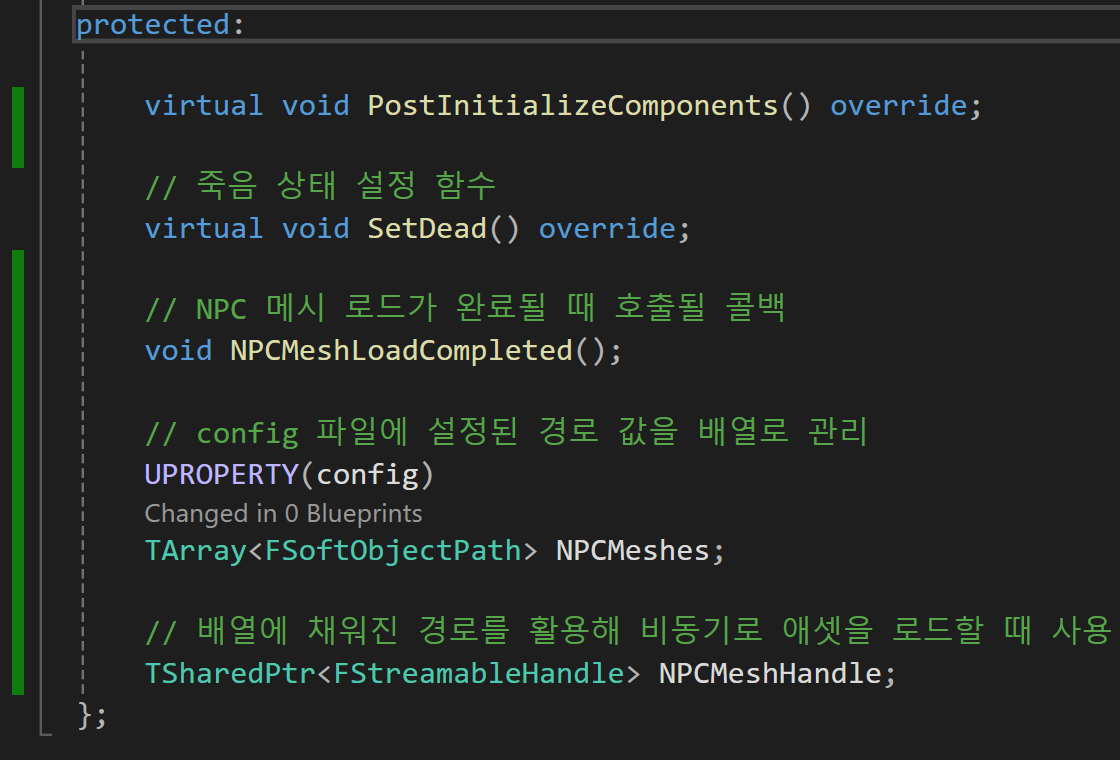 protected:
virtual void PostInitializeComponents() override;
// 죽음 상태 설정 함수
virtual void SetDead() override;
// NPC 메시 로드가 완료될 때 호출될 콜백
void NPCMeshLoadCompleted();
// config 파일에 설정된 경로 값을 배열로 관리
UPROPERTY(config)
Changed in 0 Blueprints
TArray<FSoftObjectPath> NPCMeshes;
// 배열에 채워진 경로를 활용해 비동기로 애셋을 로드할 때 사용
TSharedPtr<FStreamableHandle> NPCMeshHandle;
};